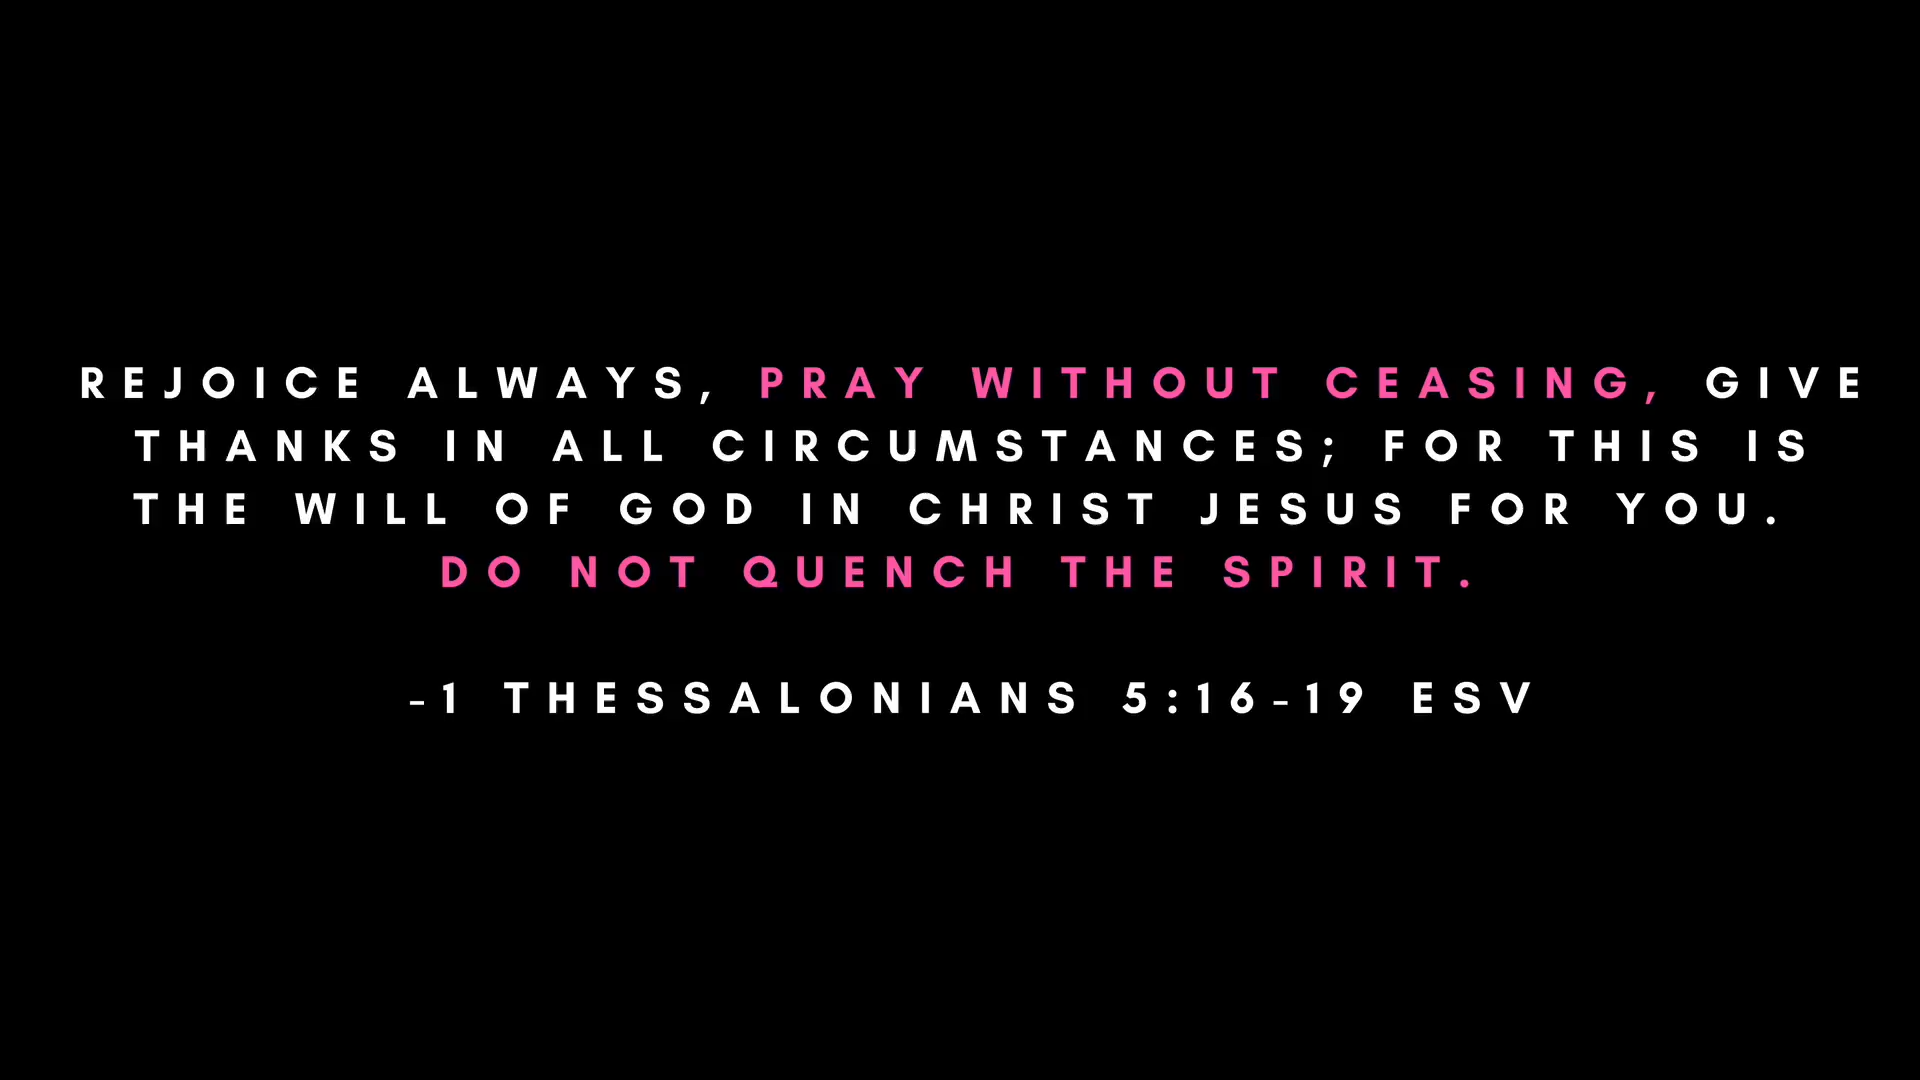 REJOICE ALWAYS, PRAY WITHOUT CEASING, GIVE
THANKS IN ALL CIRCUMSTANCES; FOR THIS IS
THE WILL OF GOD IN CHRIST JESUS FOR YOU.
DO NOT QUENCH THE SPIRIT.
-1 THESSALONIANS 5:16-19 ESV